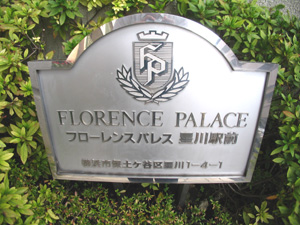 FP
FLORENCE PALACE
フローレンスパレス 星川駅前
横浜市保土ケ谷区星川1-4-1